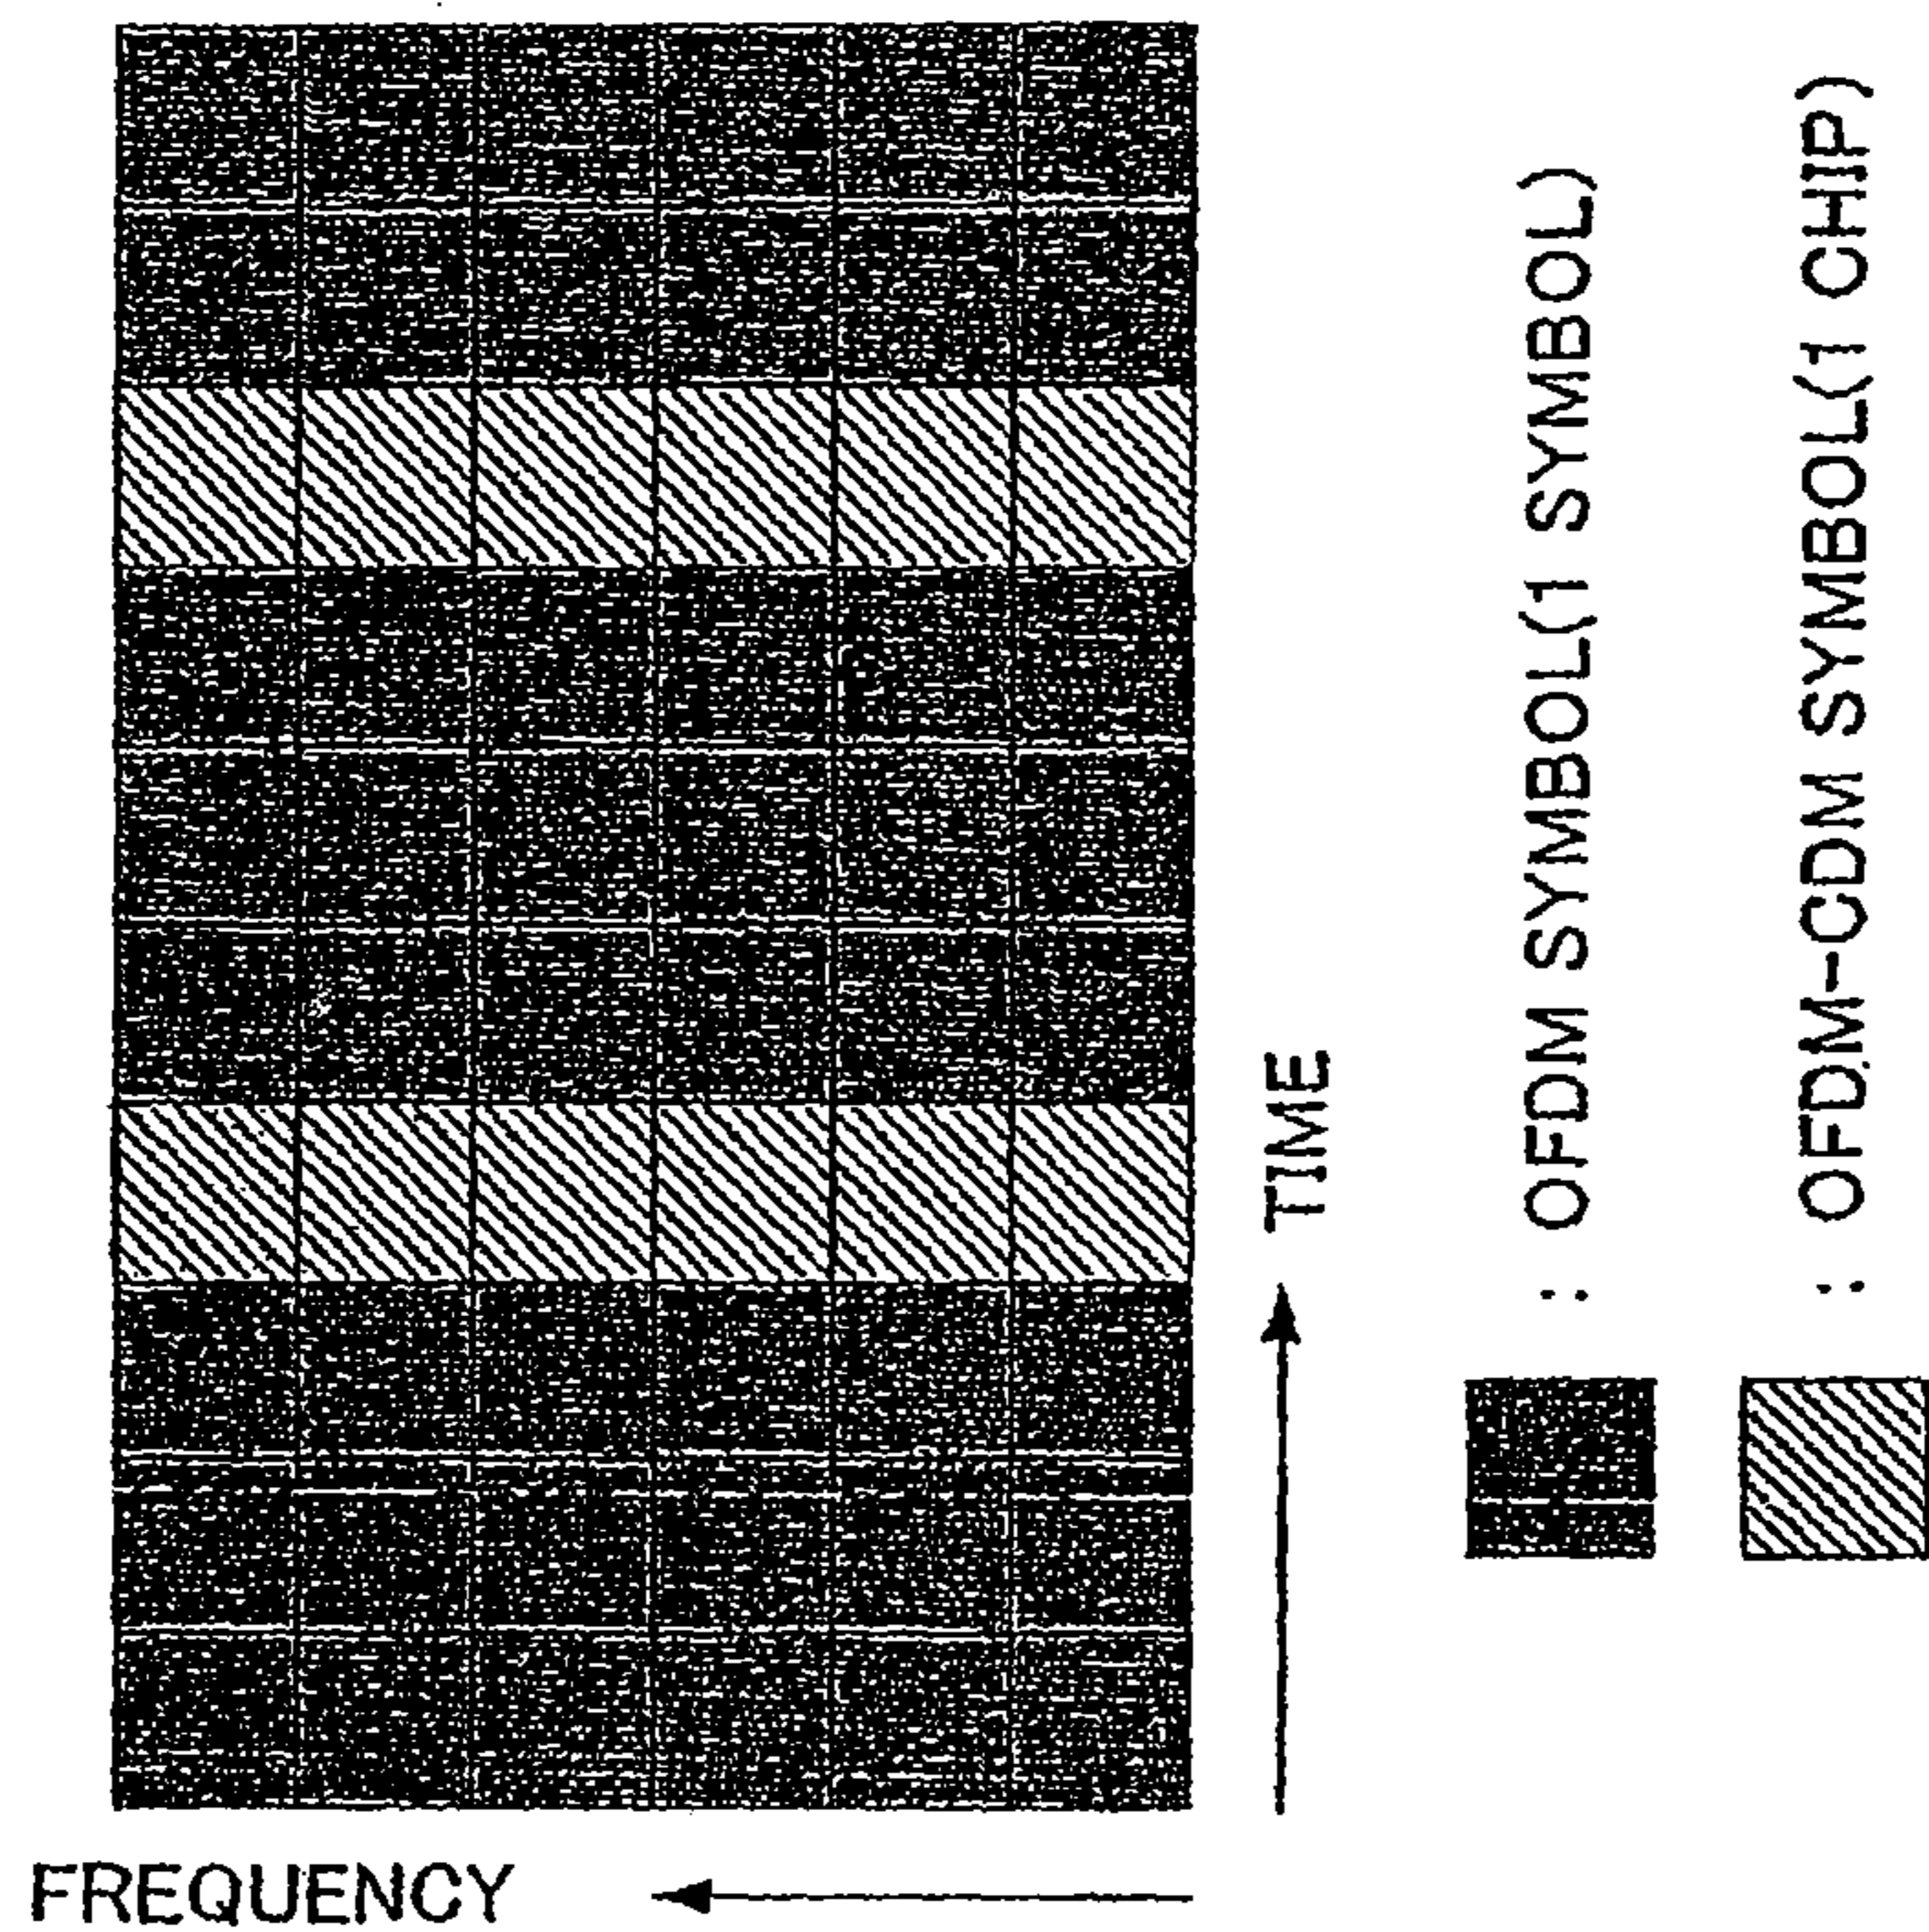 FREQUENCY
TIME
: OFDM SYMBOL(1 SYMBOL)
: OFDM-CDM SYMBOL(1 CHIP)